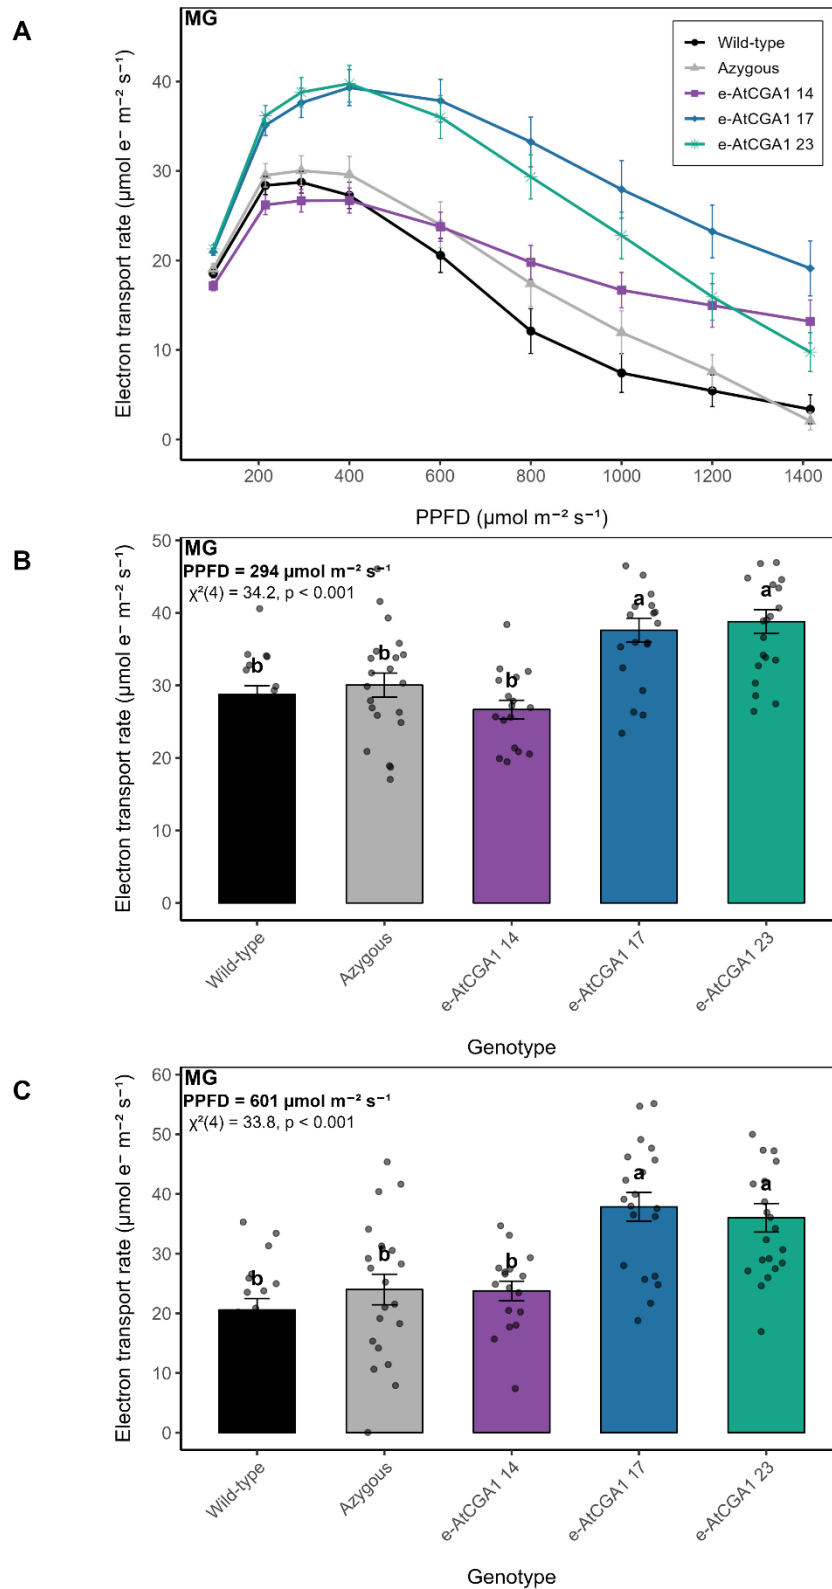 A
MG
Electron transport rate (μmol e⁻ m⁻² s⁻¹)
40
30
20
10
0
Wild-type
Azygous
e-AtCGA1 14
e-AtCGA1 17
e-AtCGA1 23
200 400 600 800 1000 1200 1400
PPFD (μmol m⁻² s⁻¹)
B
MG
PPFD = 294 μmol m⁻² s⁻¹
χ²(4) = 34.2, p < 0.001
Electron transport rate (μmol e⁻ m⁻² s⁻¹)
50
40
30
20
10
0
b b b a a
Wild-type
Azygous
e-AtCGA1 14
e-AtCGA1 17
e-AtCGA1 23
Genotype
C
MG
PPFD = 601 μmol m⁻² s⁻¹
χ²(4) = 33.8, p < 0.001
Electron transport rate (μmol e⁻ m⁻² s⁻¹)
60
50
40
30
20
10
0
b b b a a
Wild-type
Azygous
e-AtCGA1 14
e-AtCGA1 17
e-AtCGA1 23
Genotype